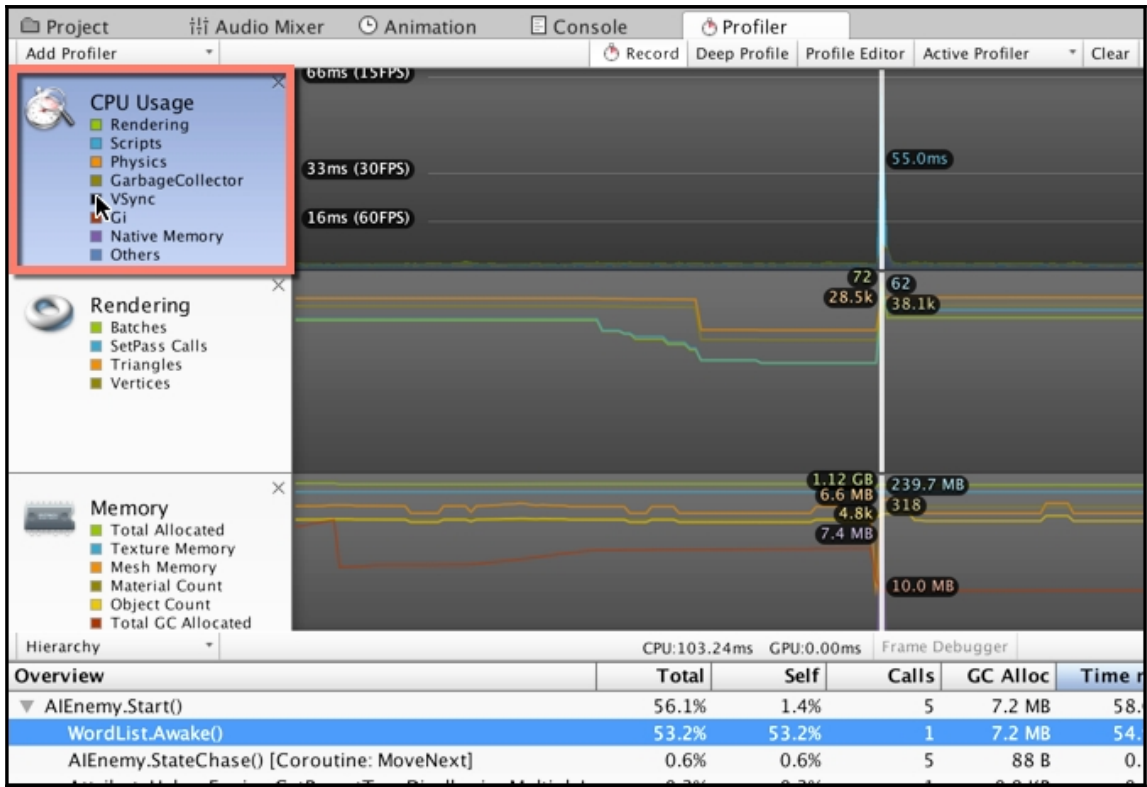 Project Audio Mixer Animation Console Profiler
Add Profiler Record Deep Profile Profile Editor Active Profiler Clear
CPU Usage
Rendering
Scripts
Physics
GarbageCollector
VSync
Gi
Native Memory
Others
66ms (15FPS)
33ms (30FPS)
16ms (60FPS)
55.0ms
Rendering
Batches
SetPass Calls
Triangles
Vertices
72 62
28.5k 38.1k
Memory
Total Allocated
Texture Memory
Mesh Memory
Material Count
Object Count
Total GC Allocated
1.12 GB 239.7 MB
6.6 MB
4.8k 318
7.4 MB
10.0 MB
Hierarchy CPU:103.24ms GPU:0.00ms Frame Debugger
Overview Total Self Calls GC Alloc Time
AIEnemy.Start() 56.1% 1.4% 5 7.2 MB 58.
WordList.Awake() 53.2% 53.2% 1 7.2 MB 54.
AIEnemy.StateChase() [Coroutine: MoveNext] 0.6% 0.6% 5 88 B 0.